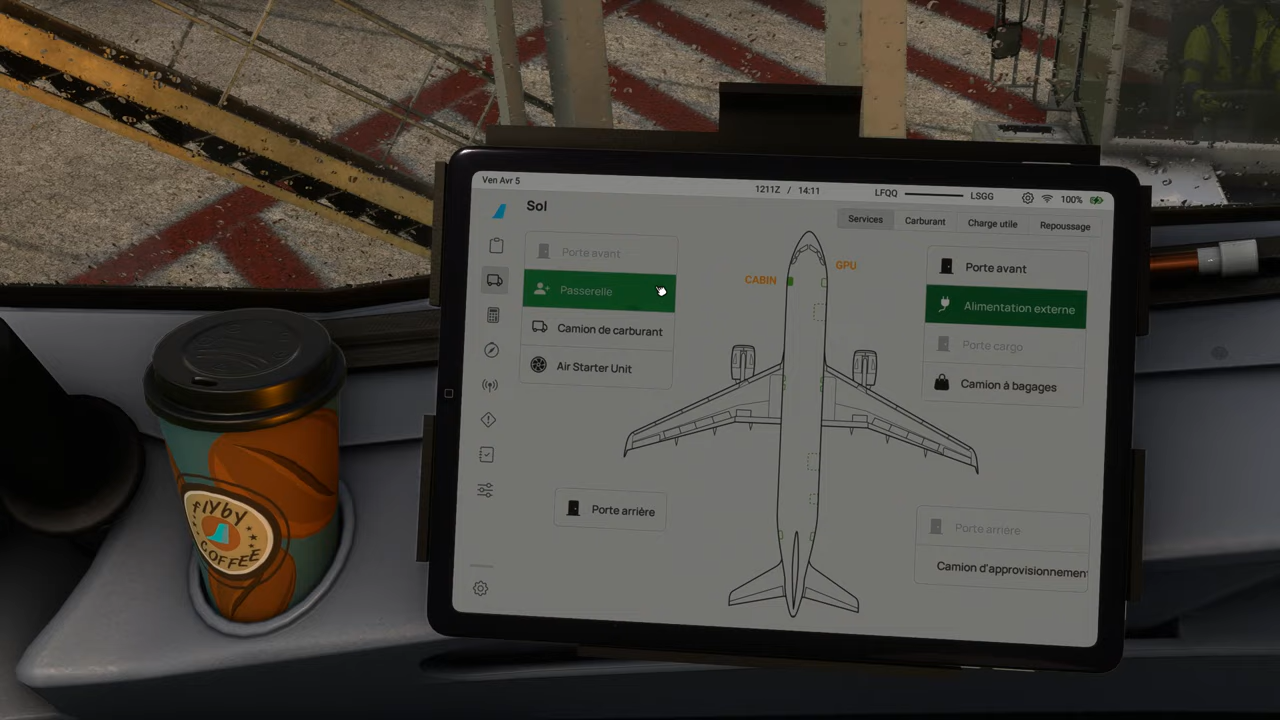 Ven Avr 5
1211Z / 14:11
LFQQ
LSGG
100%
Sol
Services
Carburant
Charge utile
Repoussage
Porte avant
Passerelle
Camion de carburant
Air Starter Unit
CABIN
GPU
Porte avant
Alimentation externe
Porte cargo
Camion à bagages
Porte arrière
Porte arrière
Camion d'approvisionnement
flyby
COFFEE